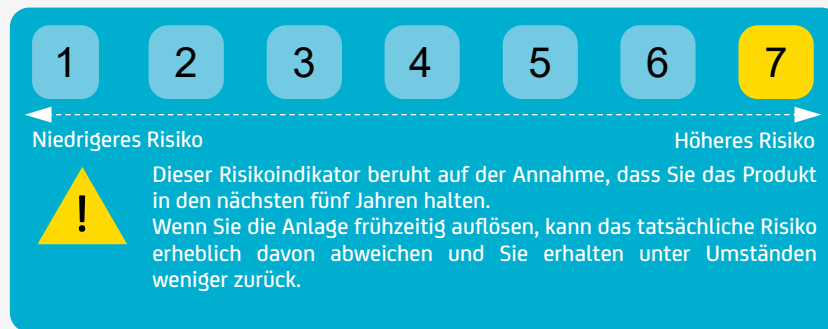 1 2 3 4 5 6 7
Niedrigeres Risiko Höheres Risiko
Dieser Risikoindikator beruht auf der Annahme, dass Sie das Produkt
in den nächsten fünf Jahren halten.
!
Wenn Sie die Anlage frühzeitig auflösen, kann das tatsächliche Risiko
erheblich davon abweichen und Sie erhalten unter Umständen
weniger zurück.